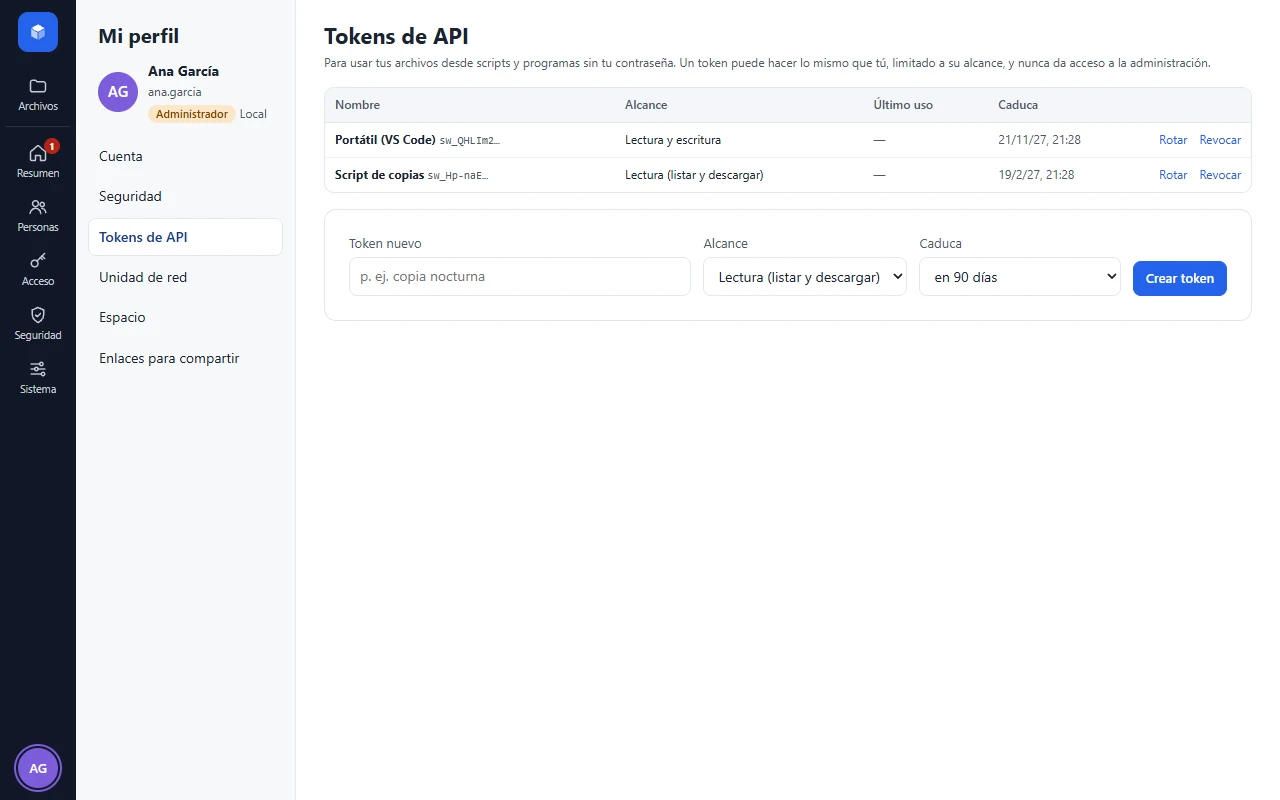 Archivos
1
Resumen
Personas
Acceso
Seguridad
Sistema
AG
Mi perfil
AG
Ana García
ana.garcia
Administrador Local
Cuenta
Seguridad
Tokens de API
Unidad de red
Espacio
Enlaces para compartir
Tokens de API
Para usar tus archivos desde scripts y programas sin tu contraseña. Un token puede hacer lo mismo que tú, limitado a su alcance, y nunca da acceso a la administración.
Nombre Alcance Último uso Caduca
Portátil (VS Code) sw_QHLIm2… Lectura y escritura — 21/11/27, 21:28 Rotar Revocar
Script de copias sw_Hp-naE… Lectura (listar y descargar) — 19/2/27, 21:28 Rotar Revocar
Token nuevo Alcance Caduca
p. ej. copia nocturna Lectura (listar y descargar) en 90 días Crear token